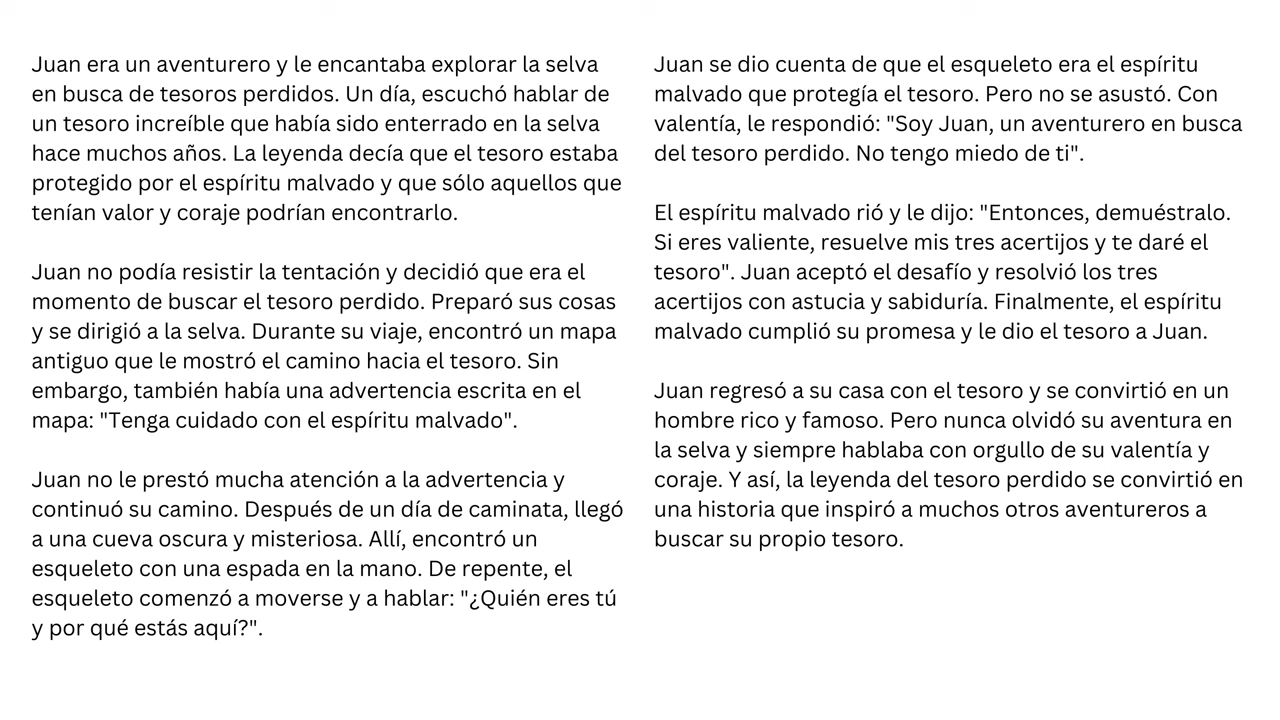 Juan era un aventurero y le encantaba explorar la selva
en busca de tesoros perdidos. Un día, escuchó hablar de
un tesoro increíble que había sido enterrado en la selva
hace muchos años. La leyenda decía que el tesoro estaba
protegido por el espíritu malvado y que sólo aquellos que
tenían valor y coraje podrían encontrarlo.
Juan no podía resistir la tentación y decidió que era el
momento de buscar el tesoro perdido. Preparó sus cosas
y se dirigió a la selva. Durante su viaje, encontró un mapa
antiguo que le mostró el camino hacia el tesoro. Sin
embargo, también había una advertencia escrita en el
mapa: "Tenga cuidado con el espíritu malvado".
Juan no le prestó mucha atención a la advertencia y
continuó su camino. Después de un día de caminata, llegó
a una cueva oscura y misteriosa. Allí, encontró un
esqueleto con una espada en la mano. De repente, el
esqueleto comenzó a moverse y a hablar: "¿Quién eres tú
y por qué estás aquí?".
Juan se dio cuenta de que el esqueleto era el espíritu
malvado que protegía el tesoro. Pero no se asustó. Con
valentía, le respondió: "Soy Juan, un aventurero en busca
del tesoro perdido. No tengo miedo de ti".
El espíritu malvado rió y le dijo: "Entonces, demuéstralo.
Si eres valiente, resuelve mis tres acertijos y te daré el
tesoro". Juan aceptó el desafío y resolvió los tres
acertijos con astucia y sabiduría. Finalmente, el espíritu
malvado cumplió su promesa y le dio el tesoro a Juan.
Juan regresó a su casa con el tesoro y se convirtió en un
hombre rico y famoso. Pero nunca olvidó su aventura en
la selva y siempre hablaba con orgullo de su valentía y
coraje. Y así, la leyenda del tesoro perdido se convirtió en
una historia que inspiró a muchos otros aventureros a
buscar su propio tesoro.